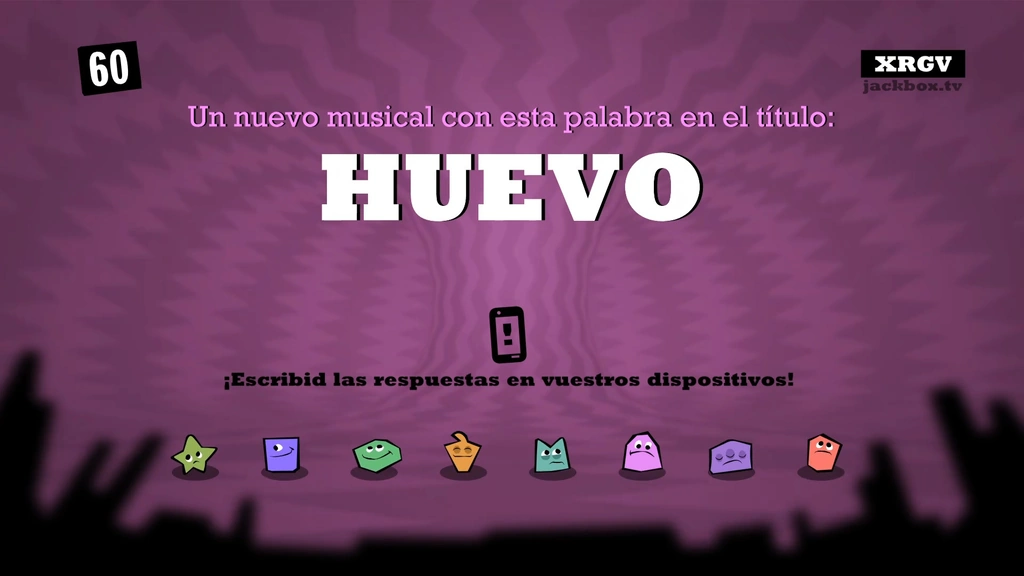 60
XRGV
jackbox.tv
Un nuevo musical con esta palabra en el título:
HUEVO
!
¡Escribid las respuestas en vuestros dispositivos!